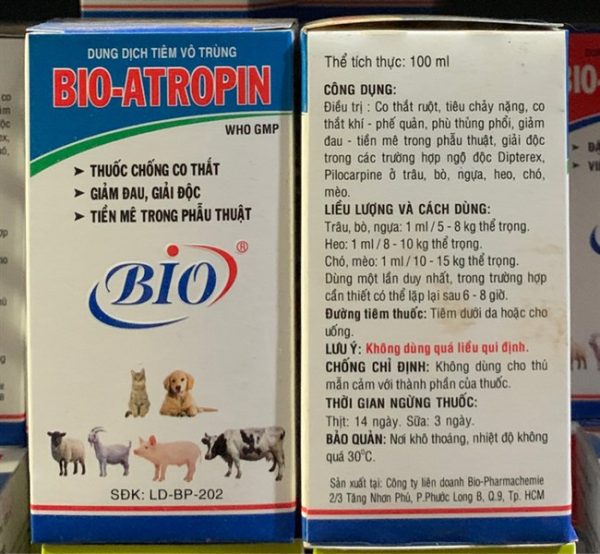 DUNG DỊCH TIÊM VÔ TRÙNG
BIO-ATROPIN
WHO GMP
➤ THUỐC CHỐNG CO THẮT
➤ GIẢM ĐAU, GIẢI ĐỘC
➤ TIỀN MÊ TRONG PHẪU THUẬT
BIO®
SĐK: LD-BP-202
Thể tích thực: 100 ml
CÔNG DỤNG:
Điều trị : Co thắt ruột, tiêu chảy nặng, co
thắt khí - phế quản, phù thủng phổi, giảm
đau - tiền mê trong phẫu thuật, giải độc
trong các trường hợp ngộ độc Dipterex,
Pilocarpine ở trâu, bò, ngựa, heo, chó,
mèo.
LIỀU LƯỢNG VÀ CÁCH DÙNG:
Trâu, bò, ngựa: 1 ml / 5 - 8 kg thể trọng.
Heo: 1 ml / 8 - 10 kg thể trọng.
Chó, mèo: 1 ml / 10 - 15 kg thể trọng.
Dùng một lần duy nhất, trong trường hợp
cần thiết có thể lặp lại sau 6 - 8 giờ.
Đường tiêm thuốc: Tiêm dưới da hoặc cho
uống.
LƯU Ý: Không dùng quá liều qui định.
CHỐNG CHỈ ĐỊNH: Không dùng cho thú
mẫn cảm với thành phần của thuốc.
THỜI GIAN NGỪNG THUỐC:
Thịt: 14 ngày. Sữa: 3 ngày.
BẢO QUẢN: Nơi khô thoáng, nhiệt độ không
quá 30°C.
Sản xuất tại: Công ty liên doanh Bio-Pharmachemie
2/3 Tăng Nhơn Phú, P.Phước Long B, Q.9, Tp. HCM